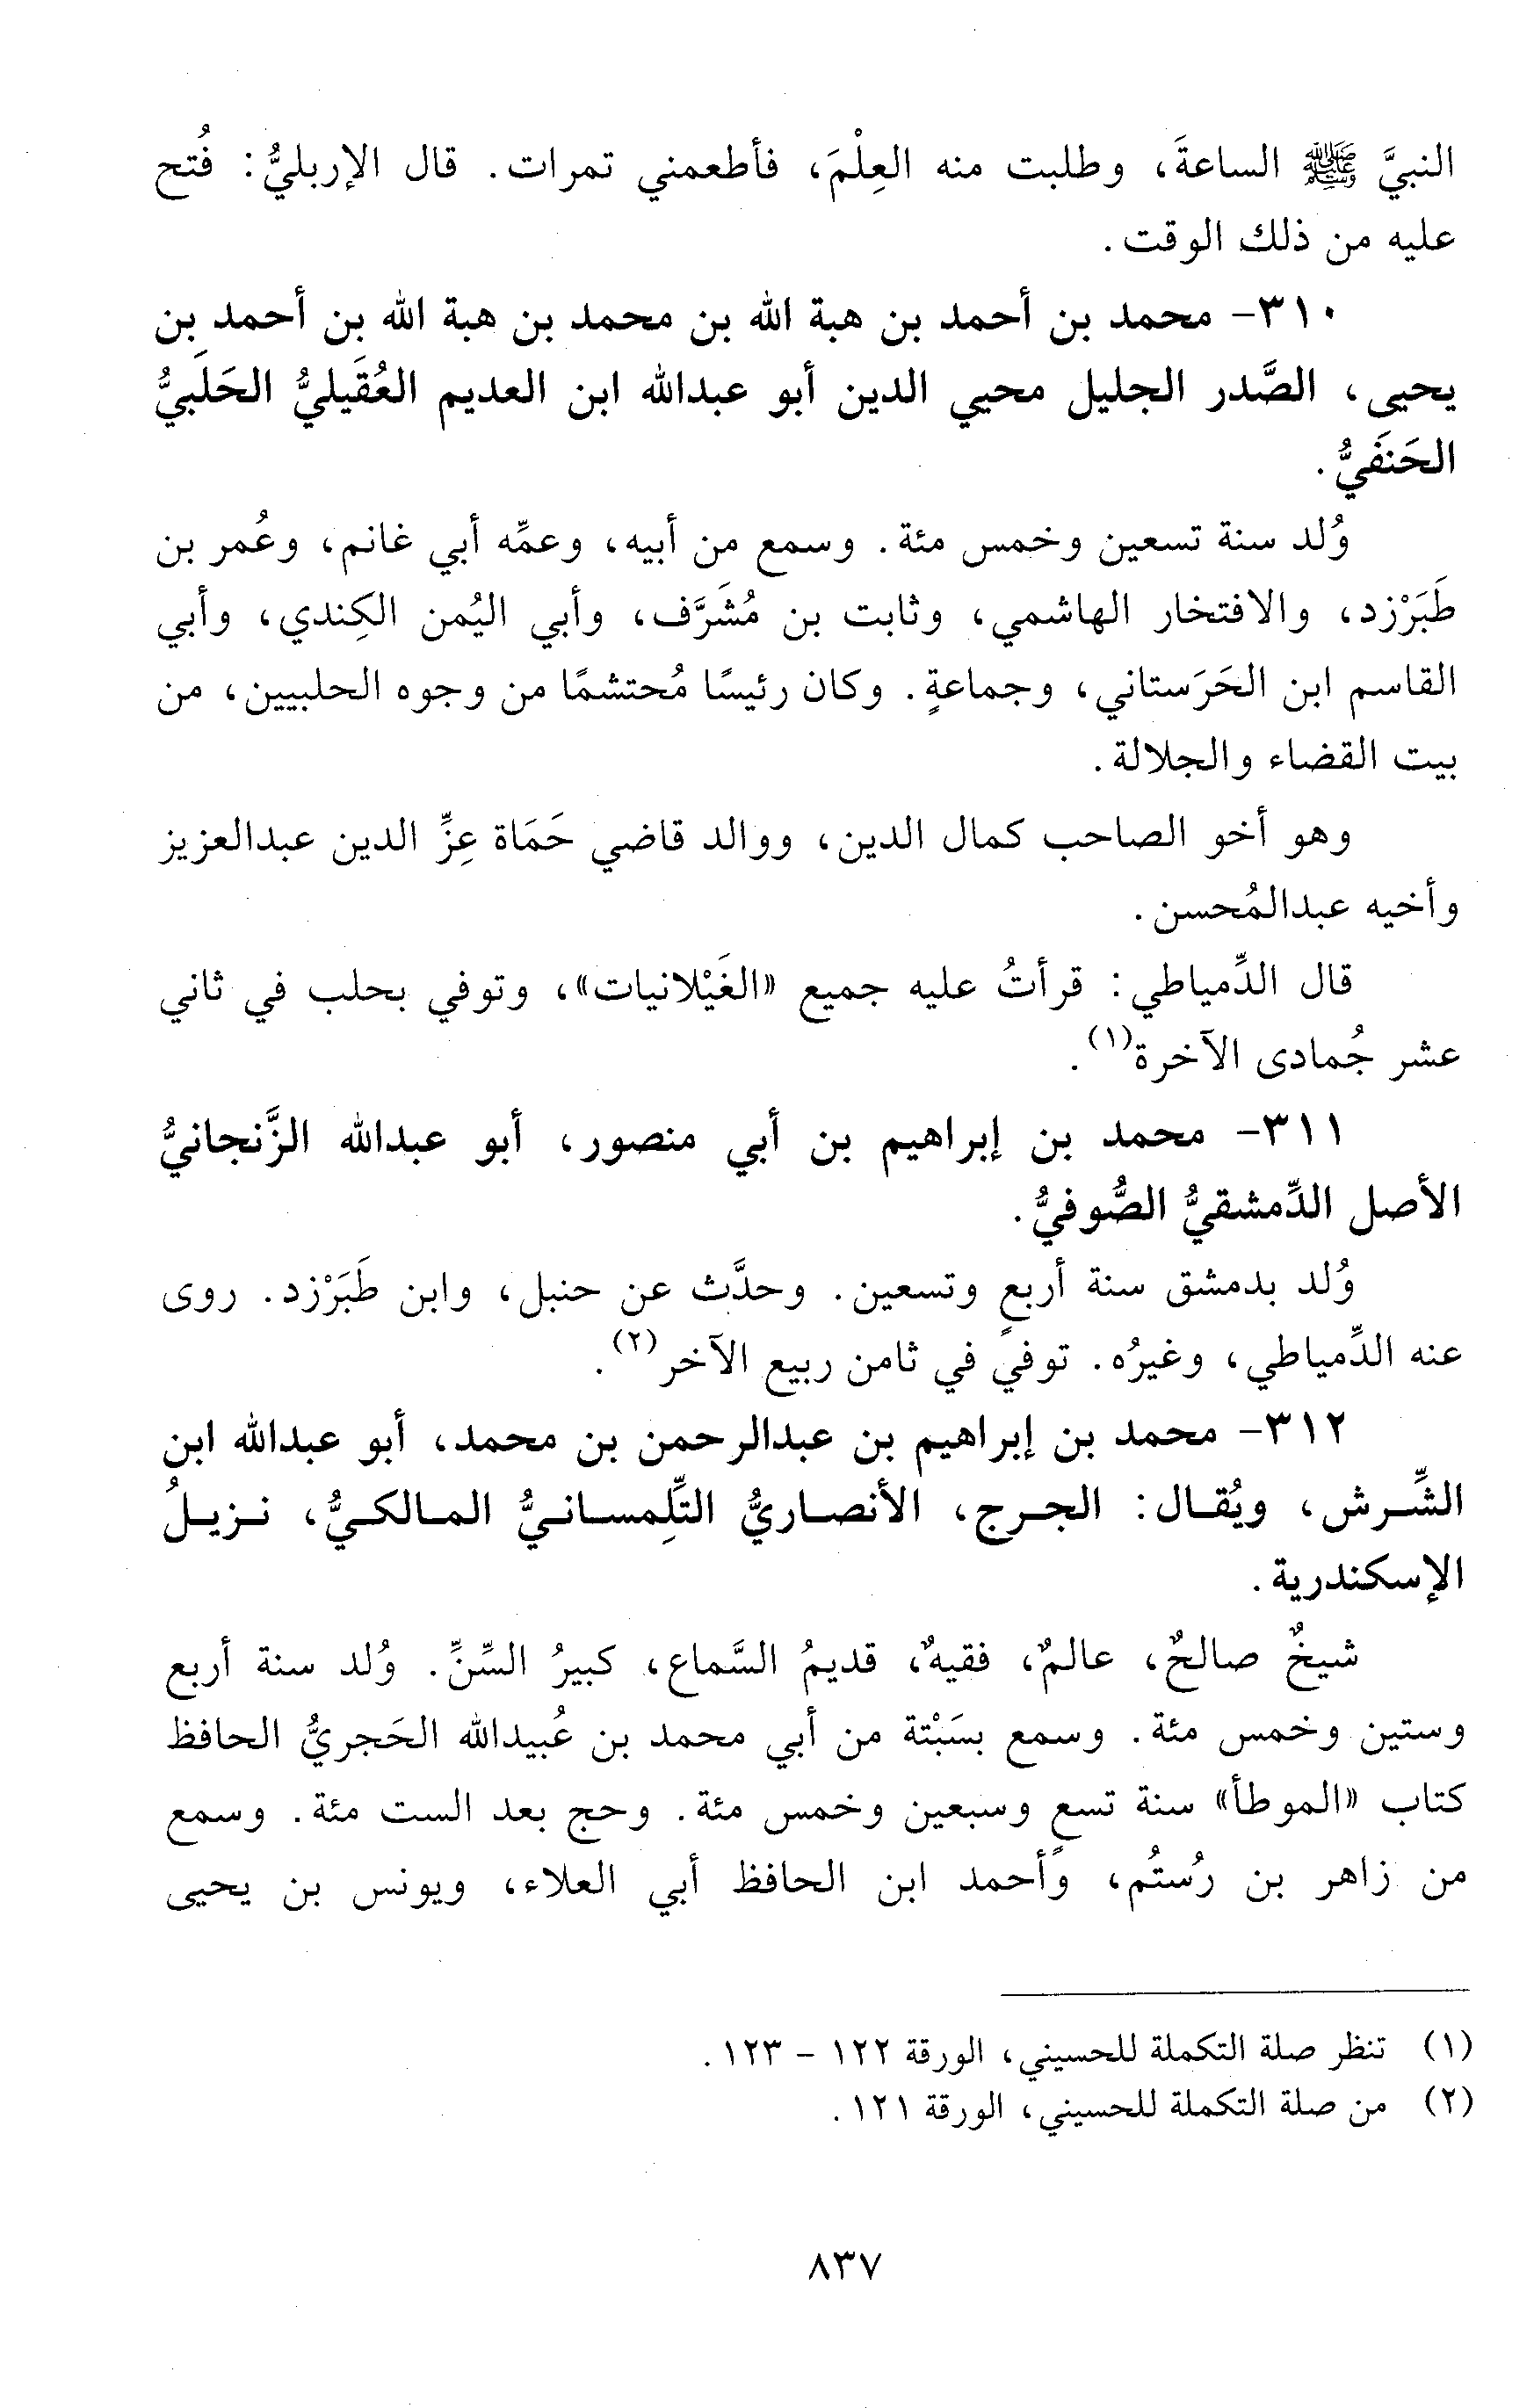 النبيَّ ﷺ الساعةَ، وطلبت منه العِلْمَ، فأطعمني تمرات. قال الإربليُّ: فُتح
عليه من ذلك الوقت.
٣١٠- محمد بن أحمد بن هبة الله بن محمد بن هبة الله بن أحمد بن
يحيى، الصَّدر الجليل محيي الدين أبو عبدالله ابن العديم العُقَيليُّ الحَلَبيُّ
الحَنَفيُّ.
وُلد سنة تسعين وخمس مئة. وسمع من أبيه، وعمِّه أبي غانم، وعُمر بن
طَبَرْزد، والافتخار الهاشمي، وثابت بن مُشَرَّف، وأبي اليُمن الكِندي، وأبي
القاسم ابن الحَرَستاني، وجماعةٍ. وكان رئيسًا مُحتشمًا من وجوه الحلبيين، من
بيت القضاء والجلالة.
وهو أخو الصاحب كمال الدين، ووالد قاضي حَمَاة عِزِّ الدين عبدالعزيز
وأخيه عبدالمُحسن.
قال الدِّمياطي: قرأتُ عليه جميع «الغَيْلانيات»، وتوفي بحلب في ثاني
عشر جُمادى الآخرة(١).
٣١١- محمد بن إبراهيم بن أبي منصور، أبو عبدالله الزَّنجانيُّ
الأصل الدِّمشقيُّ الصُّوفيُّ.
وُلد بدمشق سنة أربعٍ وتسعين. وحدَّث عن حنبل، وابن طَبَرْزد. روى
عنه الدِّمياطي، وغيرُه. توفي في ثامن ربيع الآخر(٢).
٣١٢- محمد بن إبراهيم بن عبدالرحمن بن محمد، أبو عبدالله ابن
الشِّرش، ويُقال: الجرج، الأنصاريُّ التِّلِمسانيُّ المالكيُّ، نزيلُ
الإسكندرية.
شيخٌ صالحٌ، عالمٌ، فقيهٌ، قديمُ السَّماع، كبيرُ السِّنِّ. وُلد سنة أربع
وستين وخمس مئة. وسمع بسَبْتة من أبي محمد بن عُبيدالله الحَجريُّ الحافظ
كتاب «الموطأ» سنة تسعٍ وسبعين وخمس مئة. وحج بعد الست مئة. وسمع
من زاهر بن رُستُم، وأحمد ابن الحافظ أبي العلاء، ويونس بن يحيى
(١) تنظر صلة التكملة للحسيني، الورقة ١٢٢ - ١٢٣.
(٢) من صلة التكملة للحسيني، الورقة ١٢١.
٨٣٧